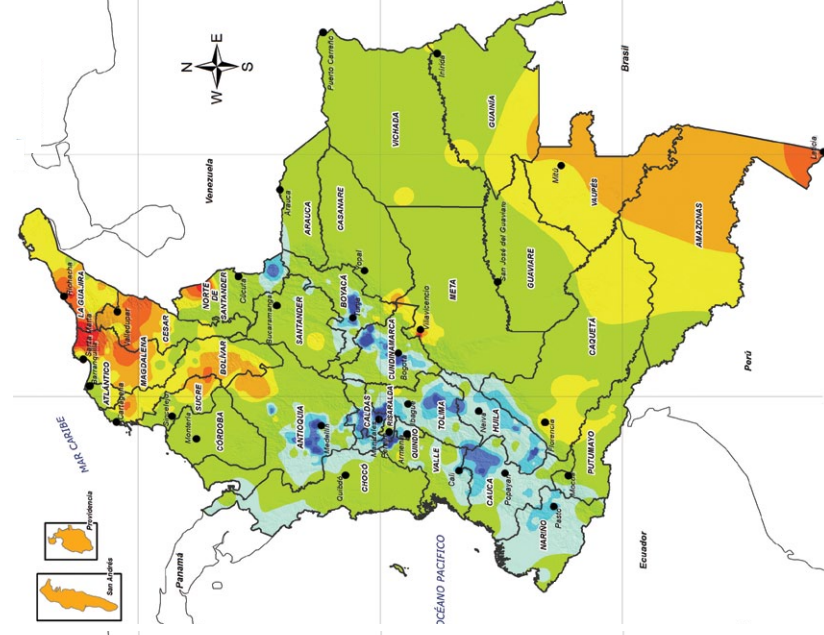 N
E
S
W
MAR CARIBE
San Andrés
Providencia
Panamá
Venezuela
Brasil
Perú
Ecuador
OCÉANO PACIFICO
LA GUAJIRA
Riohacha
Santa Marta
Barranquilla
ATLÁNTICO
Cartagena
MAGDALENA
Valledupar
CESAR
Sincelejo
SUCRE
BOLÍVAR
Montería
CÓRDOBA
NORTE
DE
SANTANDER
Cúcuta
Bucaramanga
SANTANDER
ANTIOQUIA
Medellín
Arauca
ARAUCA
CASANARE
Yopal
BOYACA
Tunja
Puerto Carreño
VICHADA
Quibdó
CHOCÓ
CALDAS
Manizales
RISARALDA
Armenia
QUINDIO
Ibagué
CUNDINAMARCA
Bogotá
Villavicencio
META
TOLIMA
VALLE
Cali
Neiva
HUILA
CAUCA
Popayán
Inírida
GUAINÍA
San José del Guaviare
GUAVIARE
Mitú
VAUPÉS
NARIÑO
Pasto
Mocoa
PUTUMAYO
Florencia
CAQUETÁ
AMAZONAS
Leticia